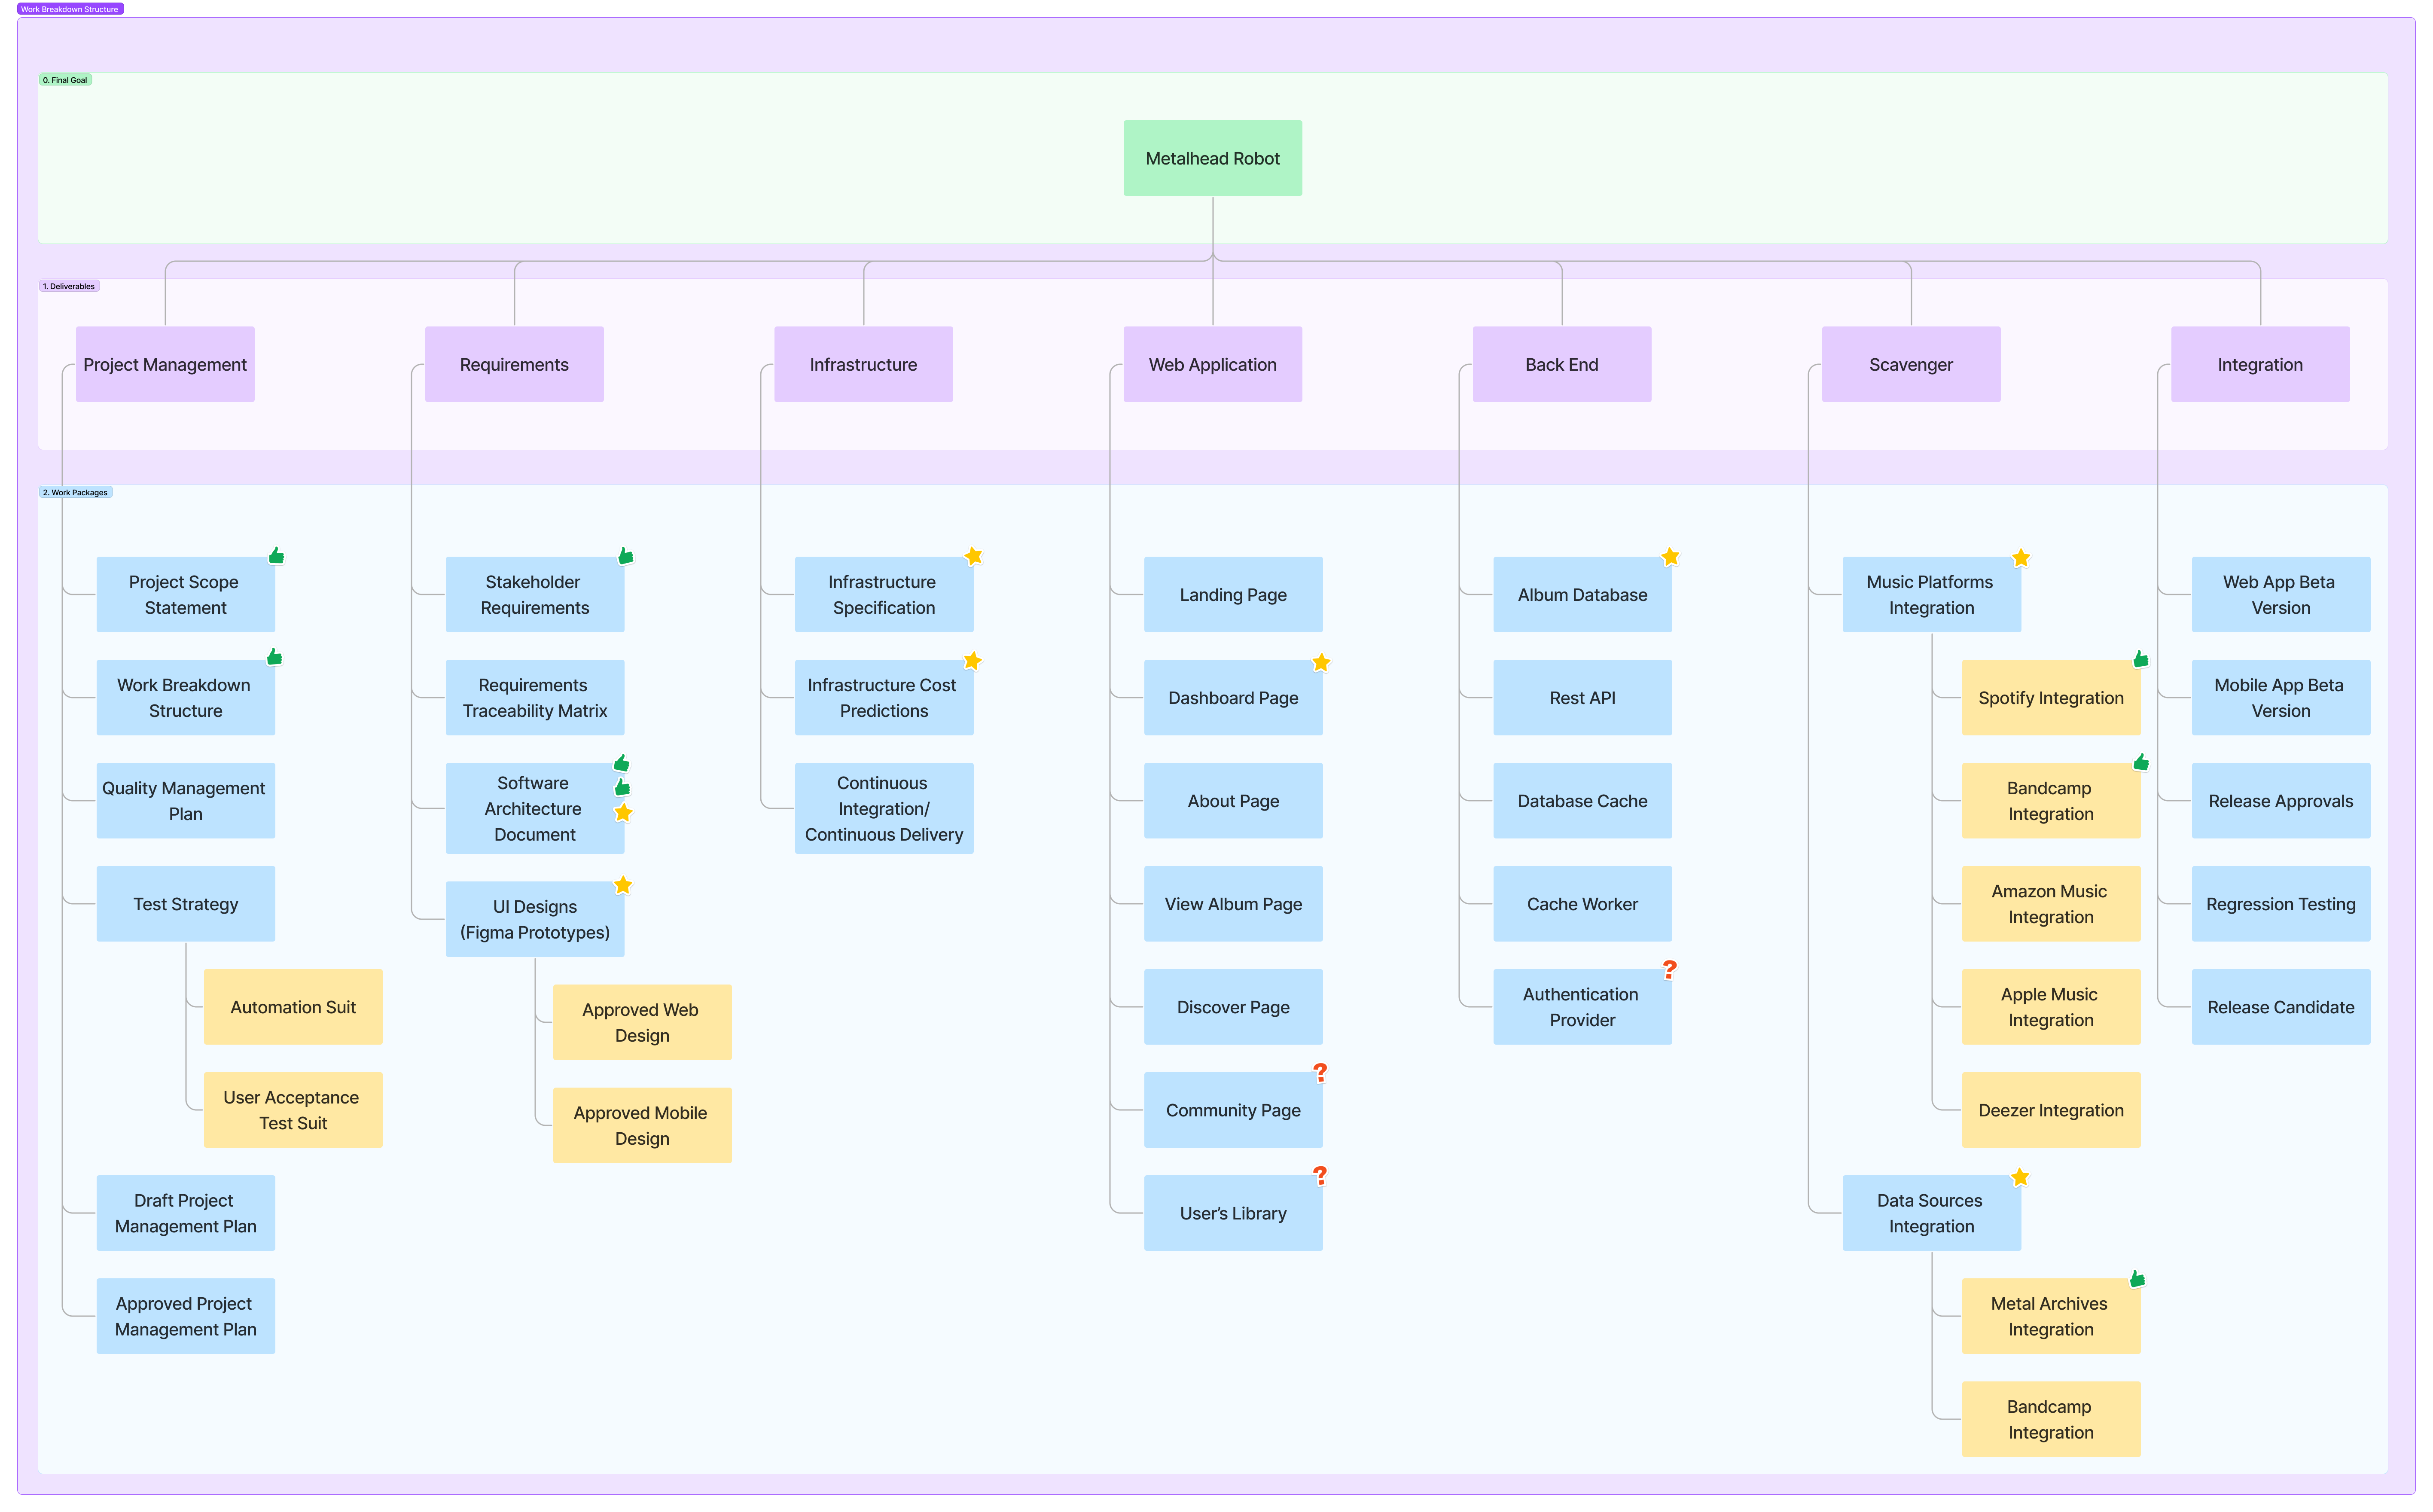 Work Breakdown Structure
0. Final Goal
Metalhead Robot
1. Deliverables
Project Management
Requirements
Infrastructure
Web Application
Back End
Scavenger
Integration
2. Work Packages
Project Scope
Statement
Work Breakdown
Structure
Quality Management
Plan
Test Strategy
Automation Suit
User Acceptance
Test Suit
Draft Project
Management Plan
Approved Project
Management Plan
Stakeholder
Requirements
Requirements
Traceability Matrix
Software
Architecture
Document
UI Designs
(Figma Prototypes)
Approved Web
Design
Approved Mobile
Design
Infrastructure
Specification
Infrastructure Cost
Predictions
Continuous
Integration/
Continuous Delivery
Landing Page
Dashboard Page
About Page
View Album Page
Discover Page
?
Community Page
?
User’s Library
Album Database
Rest API
Database Cache
Cache Worker
?
Authentication
Provider
Music Platforms
Integration
Spotify Integration
Bandcamp
Integration
Amazon Music
Integration
Apple Music
Integration
Deezer Integration
Data Sources
Integration
Metal Archives
Integration
Bandcamp
Integration
Web App Beta
Version
Mobile App Beta
Version
Release Approvals
Regression Testing
Release Candidate